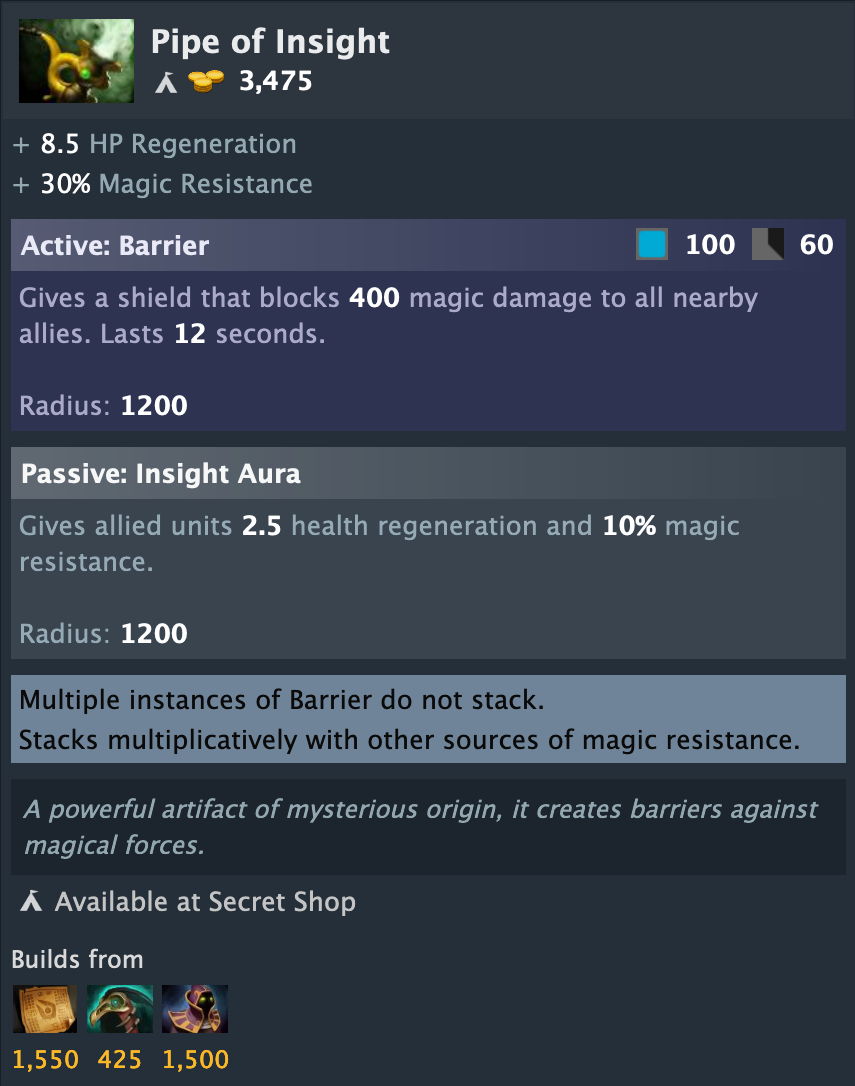 Pipe of Insight
3,475
+ 8.5 HP Regeneration
+ 30% Magic Resistance
Active: Barrier 100 60
Gives a shield that blocks 400 magic damage to all nearby
allies. Lasts 12 seconds.
Radius: 1200
Passive: Insight Aura
Gives allied units 2.5 health regeneration and 10% magic
resistance.
Radius: 1200
Multiple instances of Barrier do not stack.
Stacks multiplicatively with other sources of magic resistance.
A powerful artifact of mysterious origin, it creates barriers against
magical forces.
Available at Secret Shop
Builds from
1,550 425 1,500